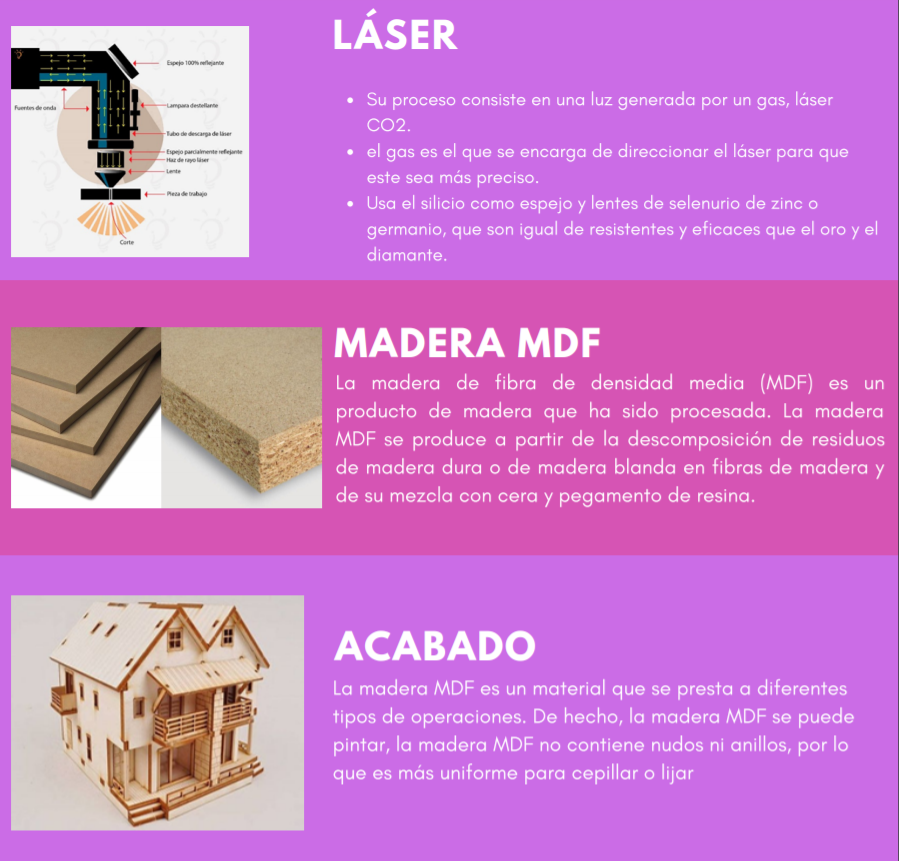 LÁSER
Espejo 100% reflejante
Fuentes de onda
Lampara destellante
Tubo de descarga de láser
Espejo parcialmente reflejante
Haz de rayo láser
Lente
Pieza de trabajo
Corte
Su proceso consiste en una luz generada por un gas, láser
CO2.
el gas es el que se encarga de direccionar el láser para que
este sea más preciso.
Usa el silicio como espejo y lentes de selenurio de zinc o
germanio, que son igual de resistentes y eficaces que el oro y el
diamante.
MADERA MDF
La madera de fibra de densidad media (MDF) es un
producto de madera que ha sido procesada. La madera
MDF se produce a partir de la descomposición de residuos
de madera dura o de madera blanda en fibras de madera y
de su mezcla con cera y pegamento de resina.
ACABADO
La madera MDF es un material que se presta a diferentes
tipos de operaciones. De hecho, la madera MDF se puede
pintar, la madera MDF no contiene nudos ni anillos, por lo
que es más uniforme para cepillar o lijar